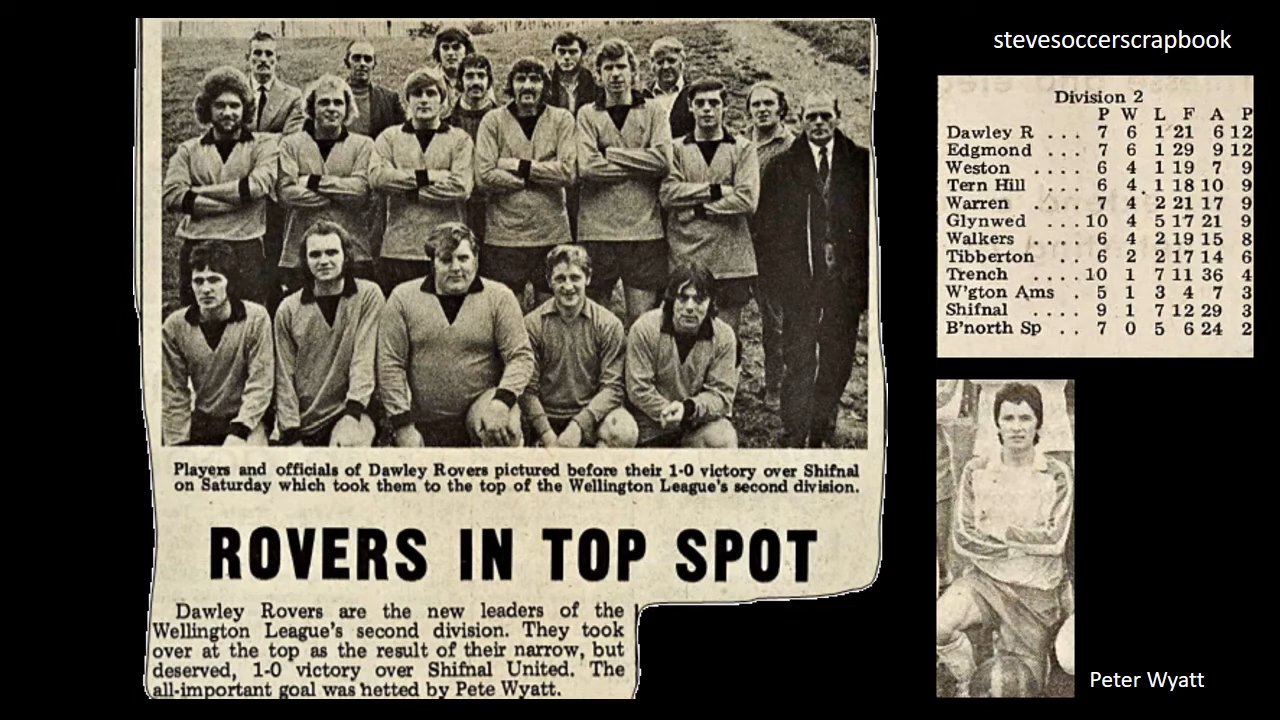 stevesoccerscrapbook
Players and officials of Dawley Rovers pictured before their 1-0 victory over Shifnal
on Saturday which took them to the top of the Wellington League's second division.
ROVERS IN TOP SPOT
Dawley Rovers are the new leaders of the
Wellington League's second division. They took
over at the top as the result of their narrow, but
deserved, 1-0 victory over Shifnal United. The
all-important goal was hetted by Pete Wyatt.
Division 2
P W L F A P
Dawley R . . . 7 6 1 21 6 12
Edgmond . . . 7 6 1 29 9 12
Weston . . . . 6 4 1 19 7 9
Tern Hill . . . 6 4 1 18 10 9
Warren . . . . 7 4 2 21 17 9
Glynwed . . . 10 4 5 17 21 9
Walkers . . . . 6 4 2 19 15 8
Tibberton . . . 6 2 2 17 14 6
Trench . . . . 10 1 7 11 36 4
W'gton Ams . 5 1 3 4 7 3
Shifnal . . . . 9 1 7 12 29 3
B'north Sp . . 7 0 5 6 24 2
Peter Wyatt